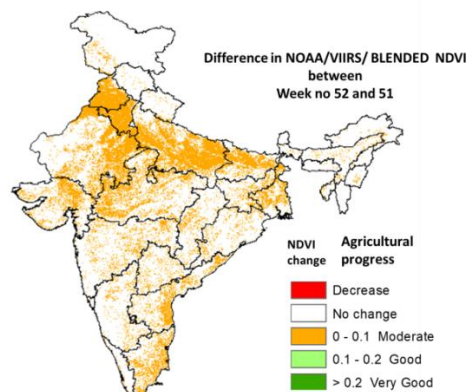 Difference in NOAA/VIIRS/ BLENDED NDVI
between
Week no 52 and 51
NDVI change
Agricultural progress
Decrease
No change
0 - 0.1 Moderate
0.1 - 0.2 Good
> 0.2 Very Good